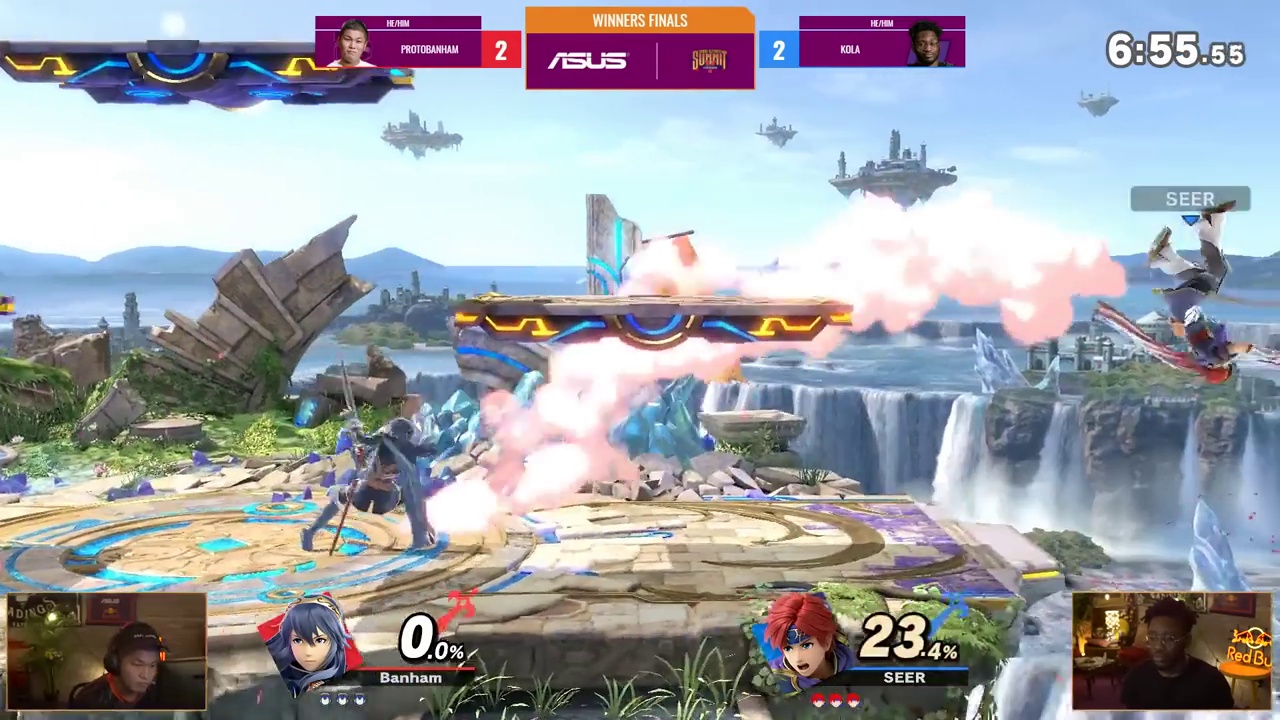 HE/HIM
PROTOBANHAM
2
WINNERS FINALS
ASUS
SUMMIT
2
HE/HIM
KOLA
6:55.55
SEER
0.0%
Banham
23.4%
SEER
Red Bu